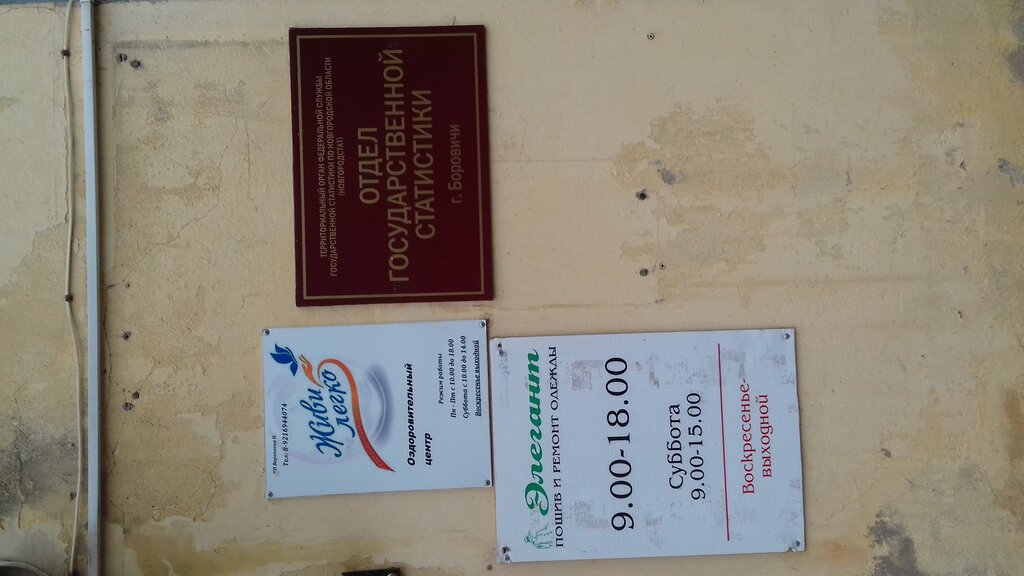 ТЕРРИТОРИАЛЬНЫЙ ОРГАН ФЕДЕРАЛЬНОЙ СЛУЖБЫ
ГОСУДАРСТВЕННОЙ СТАТИСТИКИ ПО НОВГОРОДСКОЙ ОБЛАСТИ
(НОВГОРОДСТАТ)
ОТДЕЛ
ГОСУДАРСТВЕННОЙ
СТАТИСТИКИ
г. Боровичи
Тел: 8-9216944074
Живи
легко
Оздоровительный
центр
Режим работы
Пн - Пт с 10.00 до 18.00
Суббота с 10.00 до 14.00
Воскресенье выходной
Элегант
ПОШИВ И РЕМОНТ ОДЕЖДЫ
9.00-18.00
Суббота
9.00-15.00
Воскресенье-
выходной